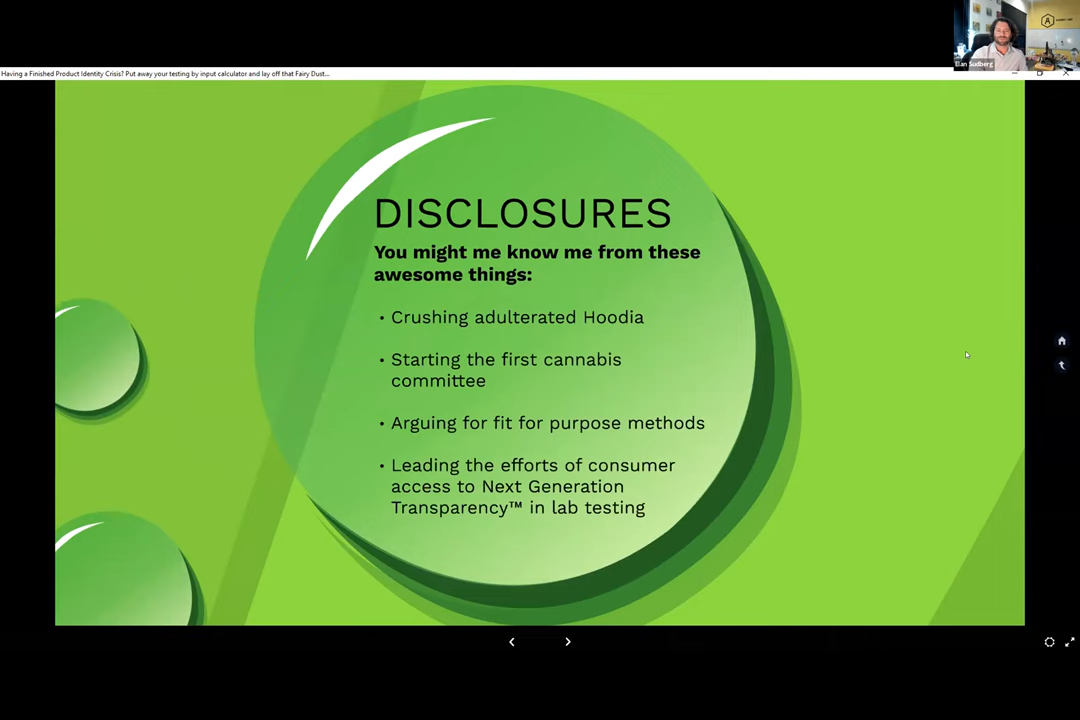 Having a Finished Product Identity Crisis? Put away your testing by input calculator and lay off that Fairy Dust...
Elan Sudberg
DISCLOSURES
You might me know me from these
awesome things:
• Crushing adulterated Hoodia
• Starting the first cannabis
committee
• Arguing for fit for purpose methods
• Leading the efforts of consumer
access to Next Generation
Transparency™ in lab testing